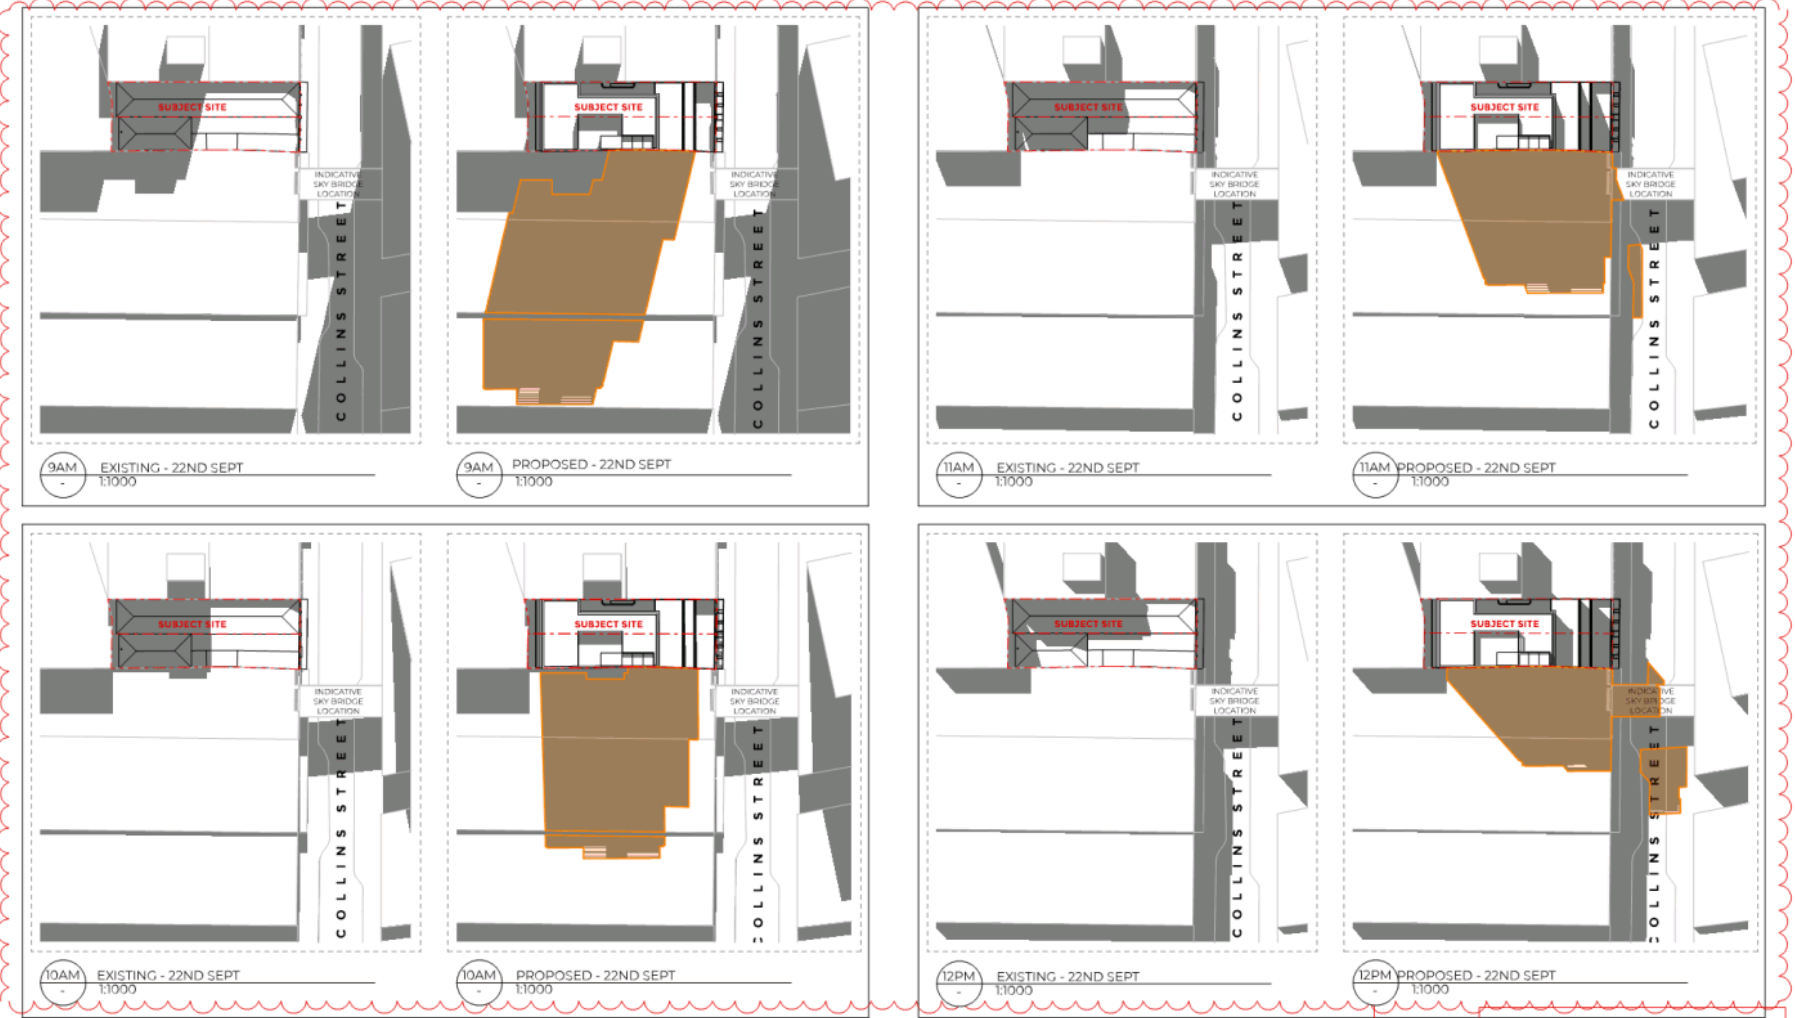 SUBJECT SITE
INDICATIVE
SKY BRIDGE
LOCATION
COLLINS STREET
9AM
-
EXISTING - 22ND SEPT
1:1000
SUBJECT SITE
INDICATIVE
SKY BRIDGE
LOCATION
COLLINS STREET
9AM
-
PROPOSED - 22ND SEPT
1:1000
SUBJECT SITE
INDICATIVE
SKY BRIDGE
LOCATION
COLLINS STREET
11AM
-
EXISTING - 22ND SEPT
1:1000
SUBJECT SITE
INDICATIVE
SKY BRIDGE
LOCATION
COLLINS STREET
11AM
-
PROPOSED - 22ND SEPT
1:1000
SUBJECT SITE
INDICATIVE
SKY BRIDGE
LOCATION
COLLINS STREET
10AM
-
EXISTING - 22ND SEPT
1:1000
SUBJECT SITE
INDICATIVE
SKY BRIDGE
LOCATION
COLLINS STREET
10AM
-
PROPOSED - 22ND SEPT
1:1000
SUBJECT SITE
INDICATIVE
SKY BRIDGE
LOCATION
COLLINS STREET
12PM
-
EXISTING - 22ND SEPT
1:1000
SUBJECT SITE
INDICATIVE
SKY BRIDGE
LOCATION
COLLINS STREET
12PM
-
PROPOSED - 22ND SEPT
1:1000